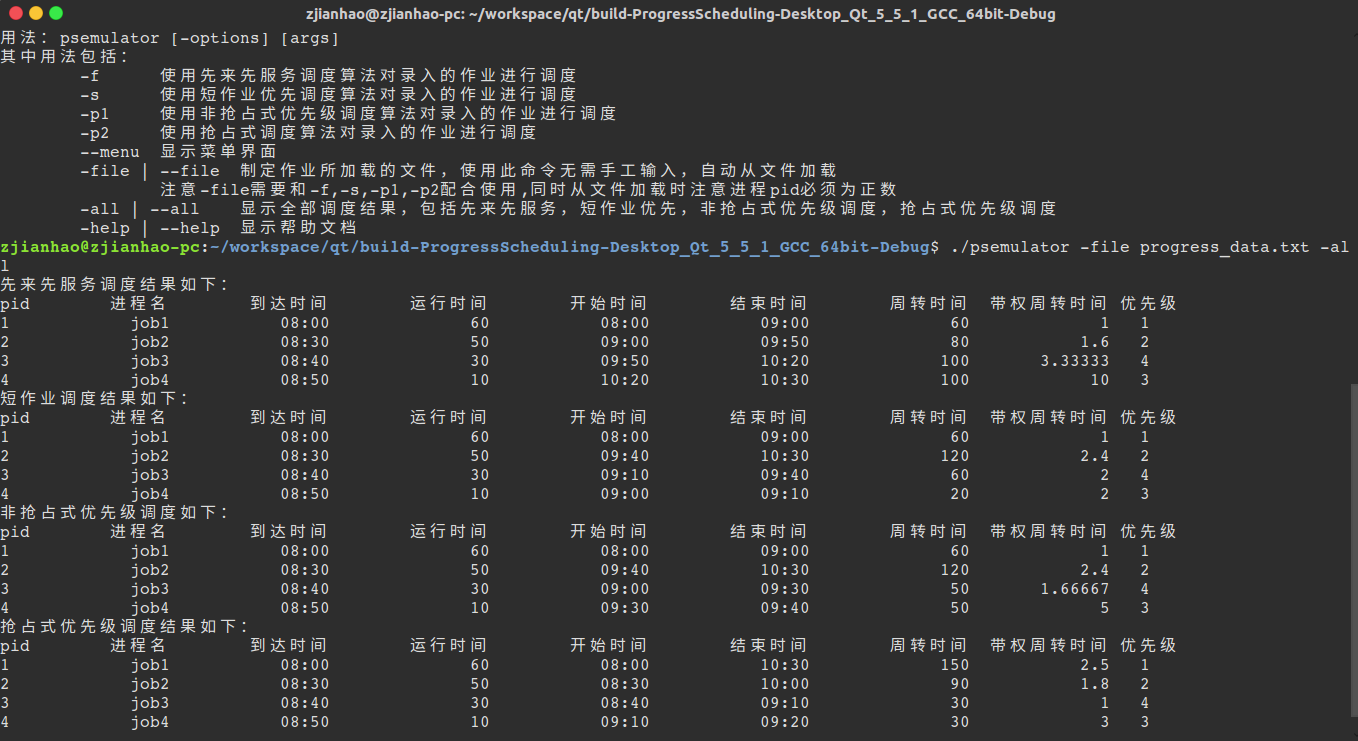 zjianhao@zjianhao-pc: ~/workspace/qt/build-ProgressScheduling-Desktop_Qt_5_5_1_GCC_64bit-Debug
用法：psemulator [-options] [args]
其中用法包括：
-f 使用先来先服务调度算法对录入的作业进行调度
-s 使用短作业优先调度算法对录入的作业进行调度
-p1 使用非抢占式优先级调度算法对录入的作业进行调度
-p2 使用抢占式调度算法对录入的作业进行调度
--menu 显示菜单界面
-file | --file 制定作业所加载的文件，使用此命令无需手工输入，自动从文件加载
注意-file需要和-f,-s,-p1,-p2配合使用,同时从文件加载时注意进程pid必须为正数
-all | --all 显示全部调度结果，包括先来先服务，短作业优先，非抢占式优先级调度，抢占式优先级调度
-help | --help 显示帮助文档
zjianhao@zjianhao-pc:~/workspace/qt/build-ProgressScheduling-Desktop_Qt_5_5_1_GCC_64bit-Debug$ ./psemulator -file progress_data.txt -al
l
先来先服务调度结果如下：
pid 进程名 到达时间 运行时间 开始时间 结束时间 周转时间 带权周转时间 优先级
1 job1 08:00 60 08:00 09:00 60 1 1
2 job2 08:30 50 09:00 09:50 80 1.6 2
3 job3 08:40 30 09:50 10:20 100 3.33333 4
4 job4 08:50 10 10:20 10:30 100 10 3
短作业调度结果如下：
pid 进程名 到达时间 运行时间 开始时间 结束时间 周转时间 带权周转时间 优先级
1 job1 08:00 60 08:00 09:00 60 1 1
2 job2 08:30 50 09:40 10:30 120 2.4 2
3 job3 08:40 30 09:10 09:40 60 2 4
4 job4 08:50 10 09:00 09:10 20 2 3
非抢占式优先级调度如下：
pid 进程名 到达时间 运行时间 开始时间 结束时间 周转时间 带权周转时间 优先级
1 job1 08:00 60 08:00 09:00 60 1 1
2 job2 08:30 50 09:40 10:30 120 2.4 2
3 job3 08:40 30 09:00 09:30 50 1.66667 4
4 job4 08:50 10 09:30 09:40 50 5 3
抢占式优先级调度结果如下：
pid 进程名 到达时间 运行时间 开始时间 结束时间 周转时间 带权周转时间 优先级
1 job1 08:00 60 08:00 10:30 150 2.5 1
2 job2 08:30 50 08:30 10:00 90 1.8 2
3 job3 08:40 30 08:40 09:10 30 1 4
4 job4 08:50 10 09:10 09:20 30 3 3